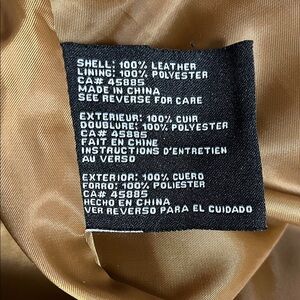 SHELL: 100% LEATHER
LINING: 100% POLYESTER
CA# 45885
MADE IN CHINA
SEE REVERSE FOR CARE
EXTERIEUR: 100% CUIR
DOUBLURE: 100% POLYESTER
CA# 45885
FAIT EN CHINE
INSTRUCTIONS D'ENTRETIEN
AU VERSO
EXTERIOR: 100% CUERO
FORRO: 100% POLIESTER
CA# 45885
HECHO EN CHINA
VER REVERSO PARA EL CUIDADO